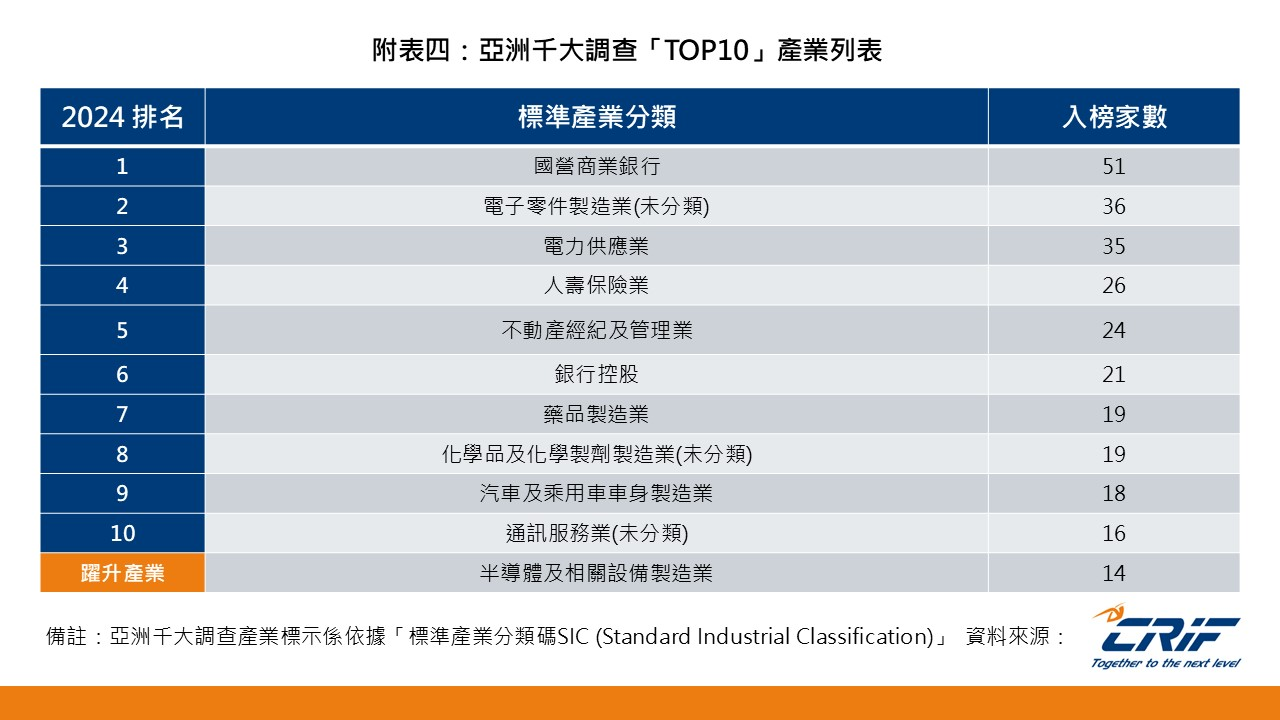 附表四：亞洲千大調查「TOP10」產業列表
2024 排名 標準產業分類 入榜家數
1 國營商業銀行 51
2 電子零件製造業(未分類) 36
3 電力供應業 35
4 人壽保險業 26
5 不動產經紀及管理業 24
6 銀行控股 21
7 藥品製造業 19
8 化學品及化學製劑製造業(未分類) 19
9 汽車及乘用車車身製造業 18
10 通訊服務業(未分類) 16
躍升產業 半導體及相關設備製造業 14
備註：亞洲千大調查產業標示係依據「標準產業分類碼SIC (Standard Industrial Classification)」 資料來源：
CRIF
Together to the next level